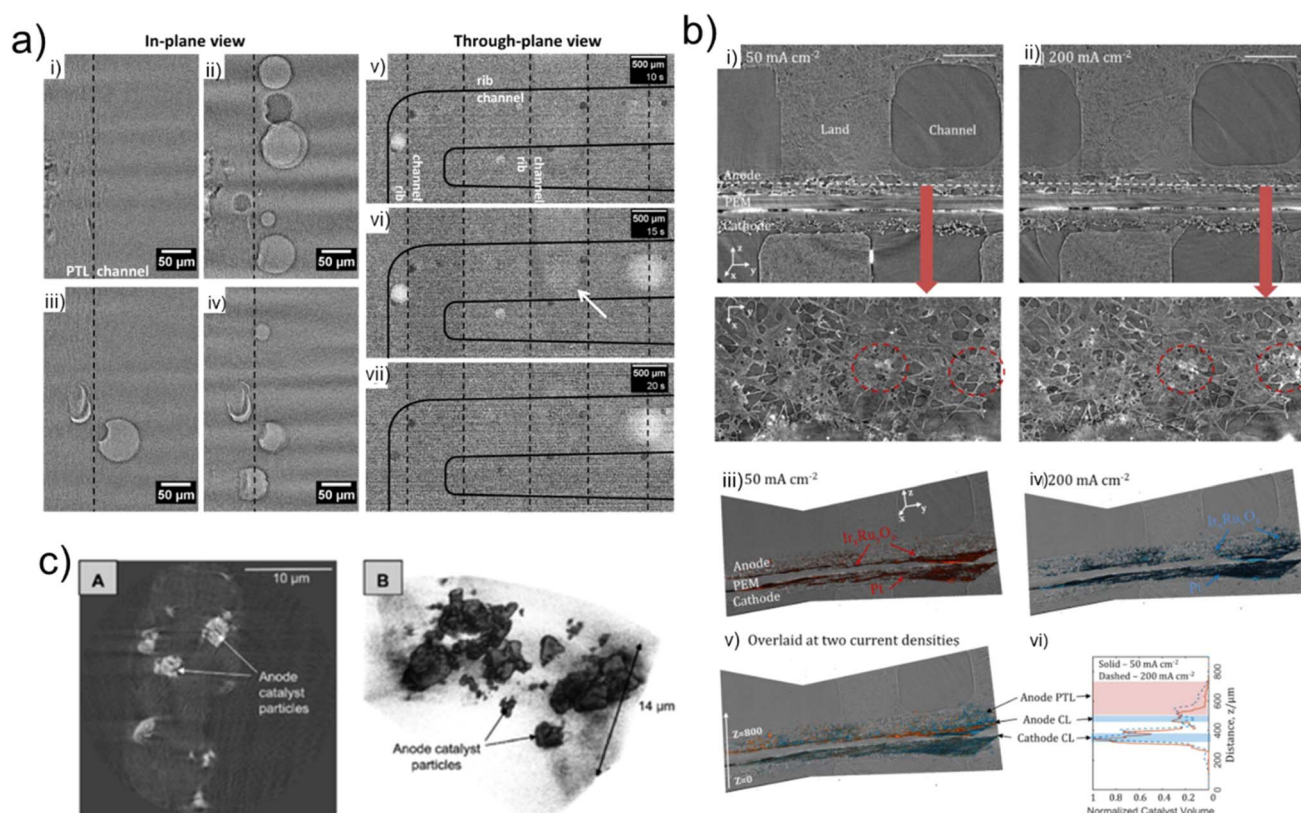 a)
In-plane view
Through-plane view
i)
PTL channel
50 µm
ii)
50 µm
iii)
50 µm
iv)
50 µm
v)
rib
channel
channel
rib
rib
channel
500 µm
10 s
vi)
500 µm
15 s
vii)
500 µm
20 s
b)
i) 50 mA cm-2
Land
Channel
Anode
PEM
Cathode
z
x
y
ii) 200 mA cm-2
y
x
iii) 50 mA cm-2
z
x
y
IrxRuyOz
Anode
PEM
Cathode
Pt
iv) 200 mA cm-2
IrxRuyOz
Pt
v) Overlaid at two current densities
Z=800
Z=0
Anode PTL
Anode CL
Cathode CL
vi)
Solid – 50 mA cm-2
Dashed – 200 mA cm-2
0 200 400 600 800
Distance, z/µm
1 0.8 0.6 0.4 0.2 0
Normalized Catalyst Volume
c)
A
10 µm
Anode
catalyst
particles
B
14 µm
Anode catalyst
particles